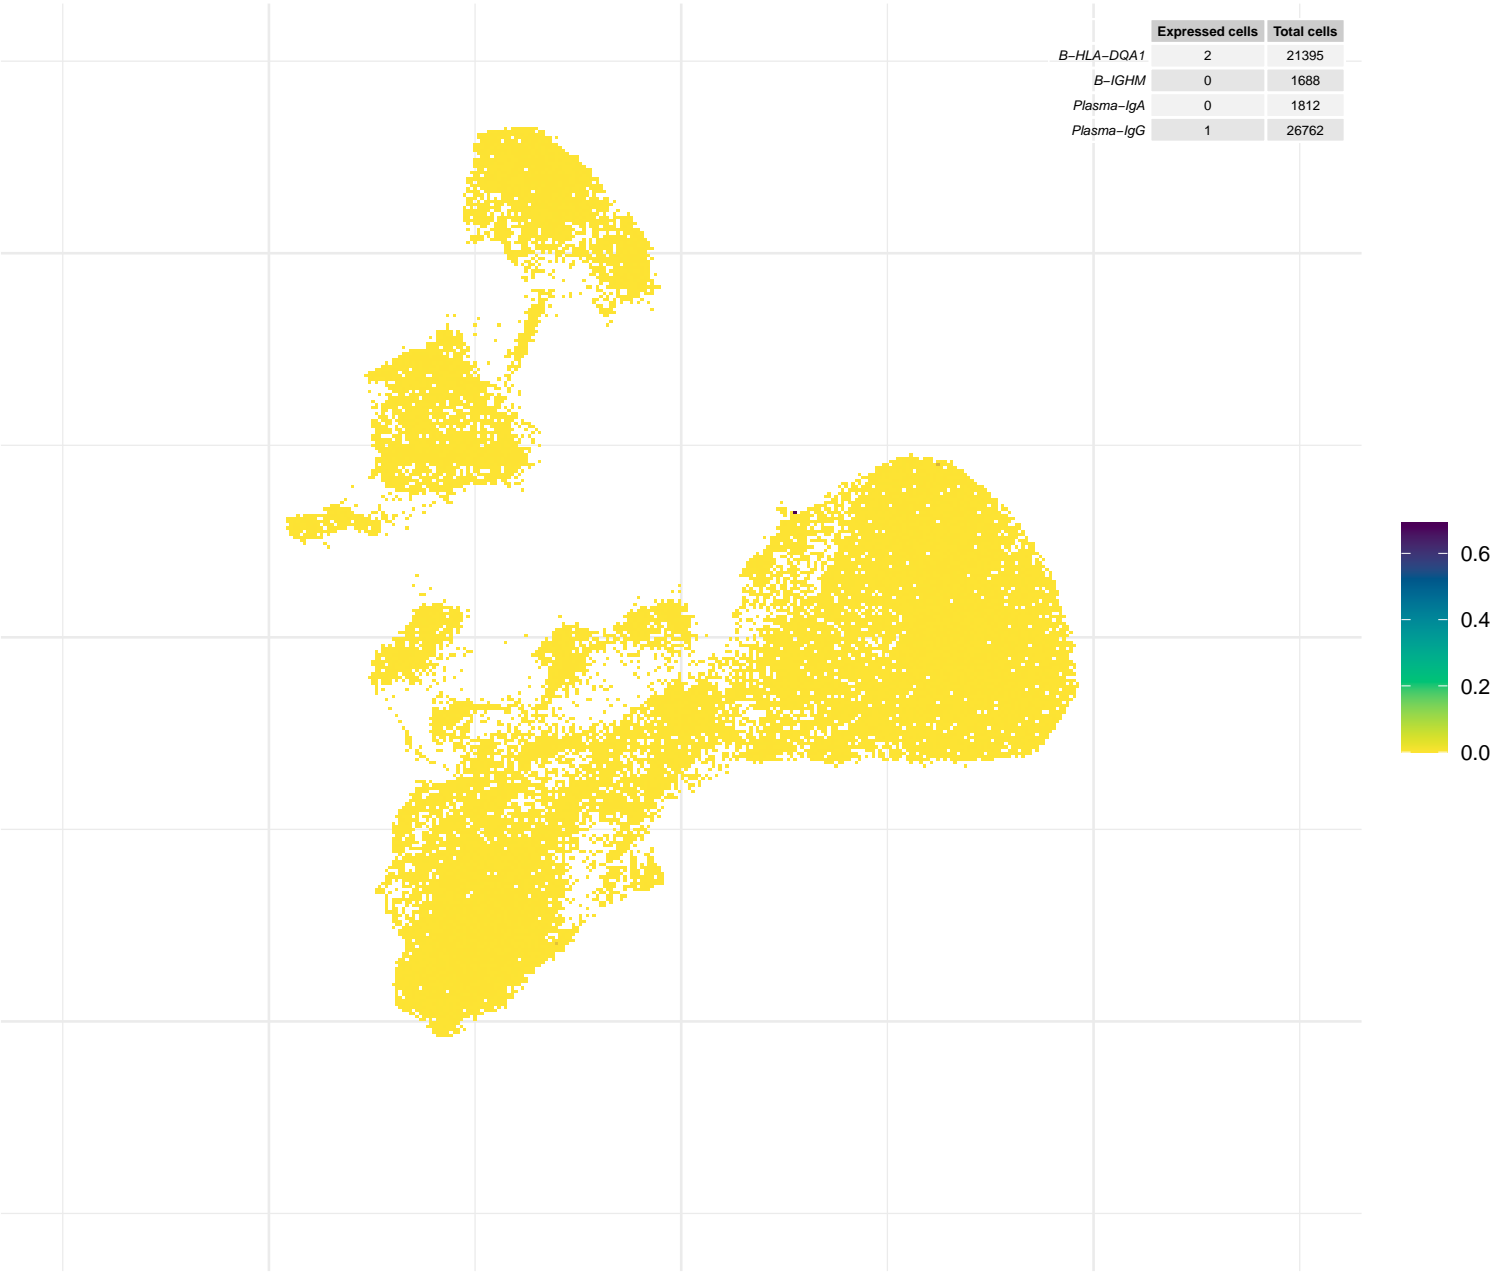 Expressed cells Total cells
B−HLA−DQA1 2 21395
B−IGHM 0 1688
Plasma−IgA 0 1812
Plasma−IgG 1 26762
0.6
0.4
0.2
0.0